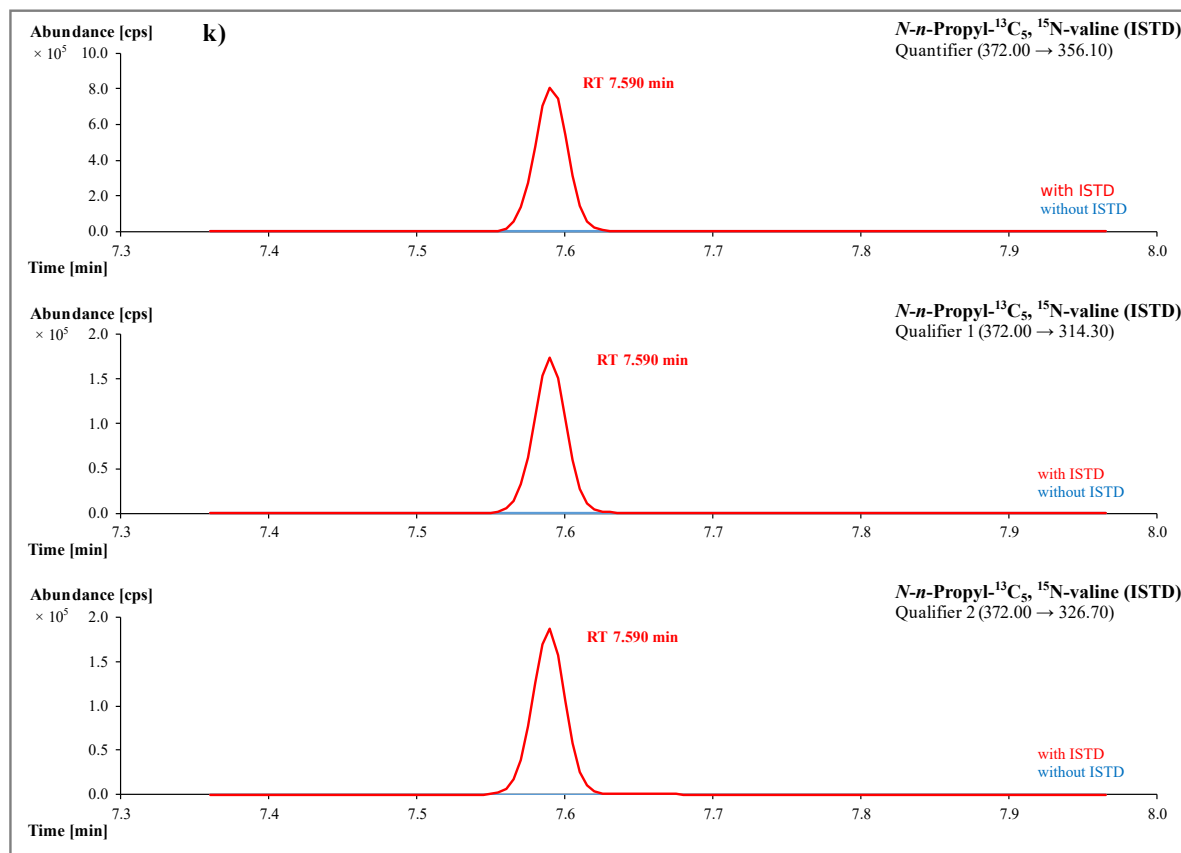 Abundance [cps]
k)
N-n-Propyl-¹³C₅, ¹⁵N-valine (ISTD)
Quantifier (372.00 → 356.10)
× 10⁵
10.0
8.0
6.0
4.0
2.0
0.0
RT 7.590 min
with ISTD
without ISTD
7.3 7.4 7.5 7.6 7.7 7.8 7.9 8.0
Time [min]
Abundance [cps]
N-n-Propyl-¹³C₅, ¹⁵N-valine (ISTD)
Qualifier 1 (372.00 → 314.30)
× 10⁵
2.0
1.5
1.0
0.5
0.0
RT 7.590 min
with ISTD
without ISTD
7.3 7.4 7.5 7.6 7.7 7.8 7.9 8.0
Time [min]
Abundance [cps]
N-n-Propyl-¹³C₅, ¹⁵N-valine (ISTD)
Qualifier 2 (372.00 → 326.70)
× 10⁵
2.0
1.5
1.0
0.5
0.0
RT 7.590 min
with ISTD
without ISTD
7.3 7.4 7.5 7.6 7.7 7.8 7.9 8.0
Time [min]